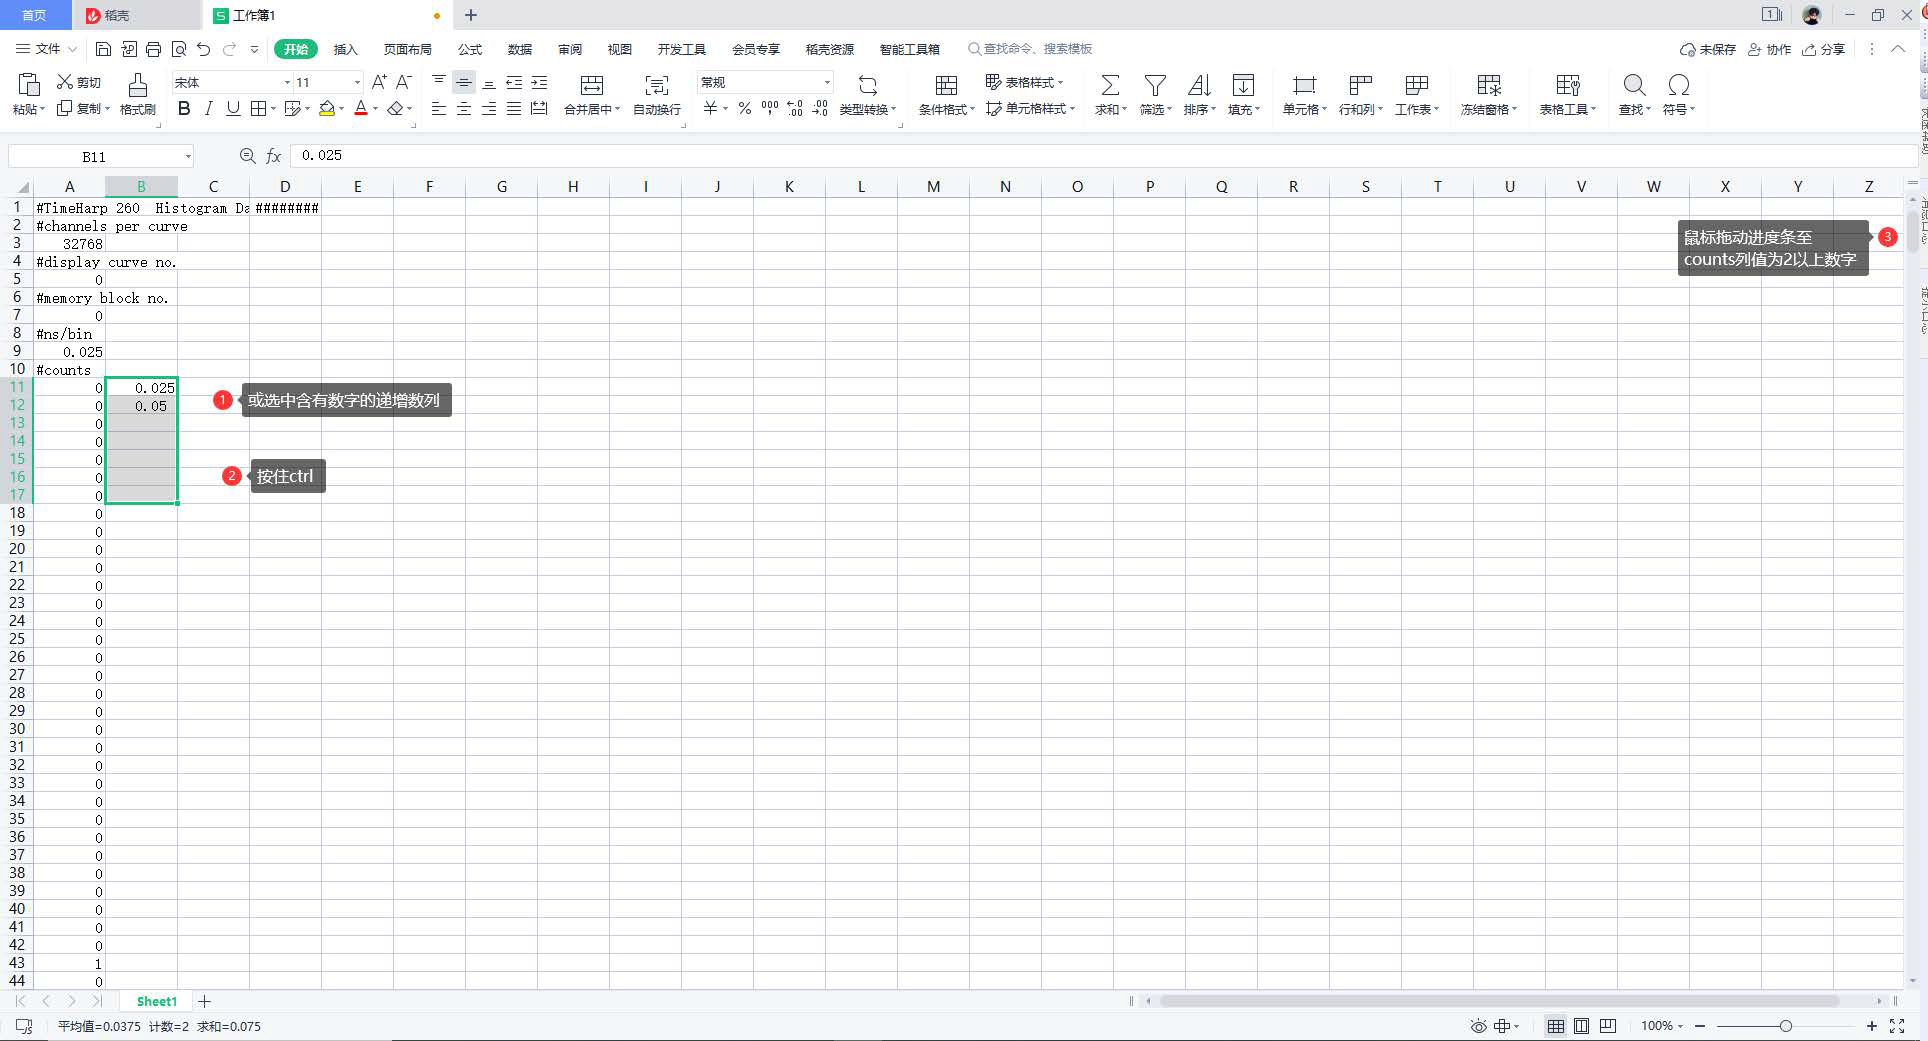 首页 稻壳 工作簿1
文件 开始 插入 页面布局 公式 数据 审阅 视图 开发工具 会员专享 稻壳资源 智能工具箱 查找命令、搜索模板 未保存 协作 分享
剪切 宋体 11 A+ A- 常规 表格样式
粘贴 复制 格式刷 B I U A 合并居中 自动换行 ¥ % 类型转换 条件格式 单元格样式 求和 筛选 排序 填充 单元格 行和列 工作表 冻结窗格 表格工具 查找 符号
B11 fx 0.025
A B C D E F G H I J K L M N O P Q R S T U V W X Y Z
1 #TimeHarp 260 Histogram Da ########
2 #channels per curve
3 32768
4 #display curve no.
5 0
6 #memory block no.
7 0
8 #ns/bin
9 0.025
10 #counts
11 0 0.025
12 0 0.05
13 0
14 0
15 0
16 0
17 0
18 0
19 0
20 0
21 0
22 0
23 0
24 0
25 0
26 0
27 0
28 0
29 0
30 0
31 0
32 0
33 0
34 0
35 0
36 0
37 0
38 0
39 0
40 0
41 0
42 0
43 1
44 0
1 或选中含有数字的递增数列
2 按住ctrl
鼠标拖动进度条至 3
counts列值为2以上数字
Sheet1
平均值=0.0375 计数=2 求和=0.075 100%